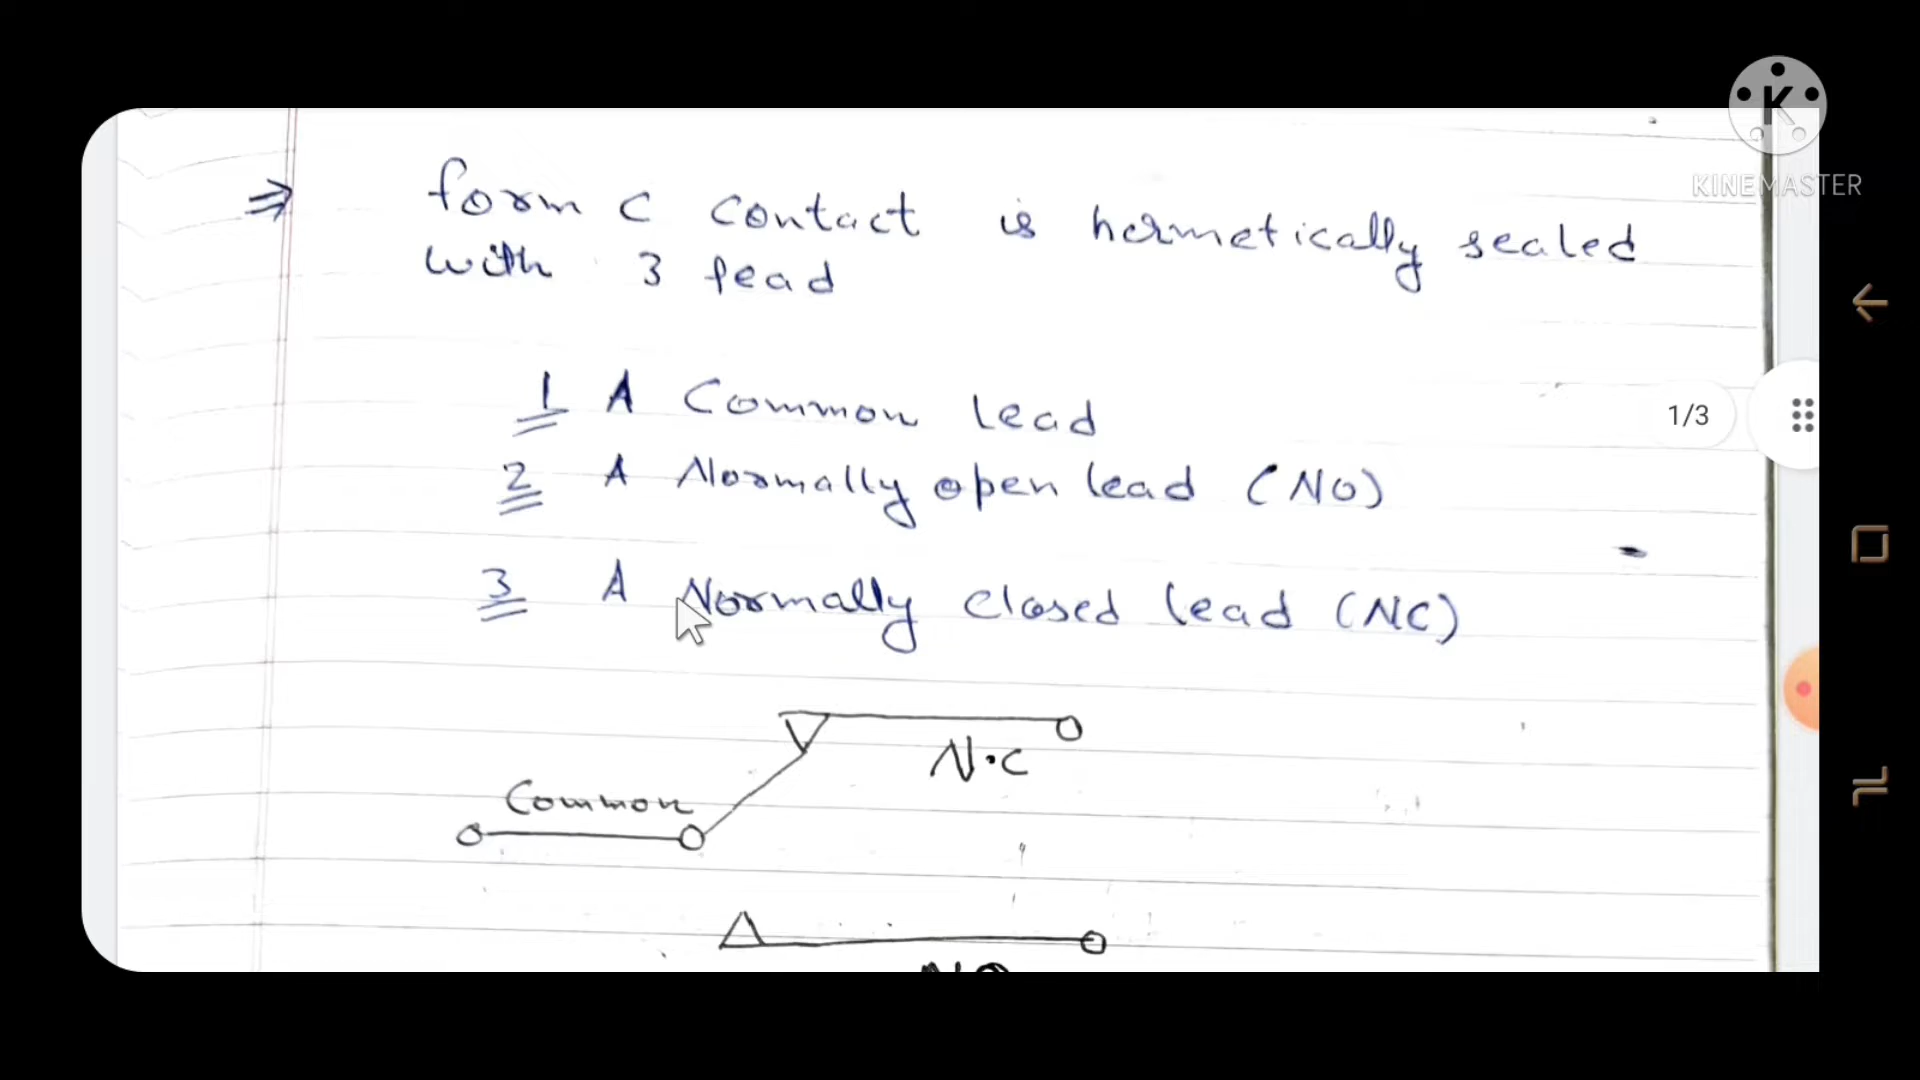 ⇒ form C contact is hermetically sealed
with 3 lead
1 A Common lead
2 A Normally open lead (NO)
3 A Normally closed lead (NC)
N.C
Common
KINEMASTER
1/3